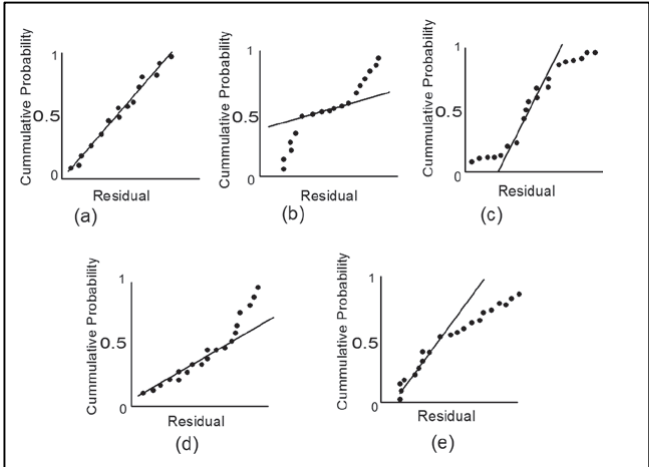 Cummulative Probability
1
0.5
0
Residual
(a)
Cummulative Probability
1
0.5
0
Residual
(b)
Cummulative Probability
1
0.5
0
Residual
(c)
Cummulative Probability
1
0.5
0
Residual
(d)
Cummulative Probability
1
0.5
0
Residual
(e)